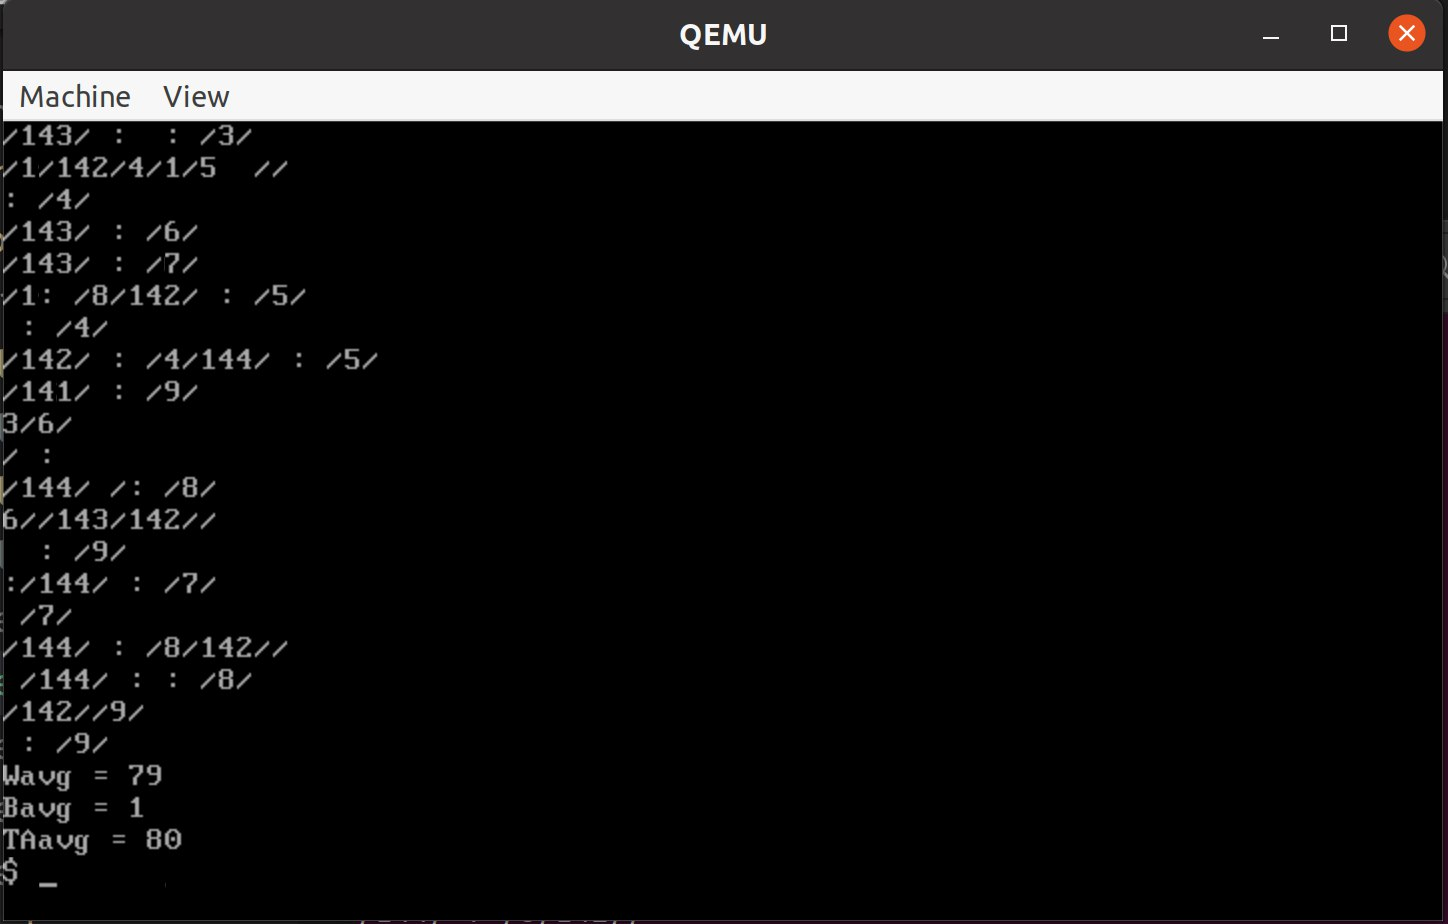 QEMU
Machine View
/143/ :  : /3/
/1/142/4/1/5  //
: /4/
/143/ : /6/
/143/ : /7/
/1: /8/142/ : /5/
 : /4/
/142/ : /4/144/ : /5/
/141/ : /9/
3/6/
/ :
/144/ /: /8/
6//143/142//
  : /9/
:/144/ : /7/
 /7/
/144/ : /8/142//
 /144/ : : /8/
/142//9/
 : /9/
Wavg = 79
Bavg = 1
TAavg = 80
$ _